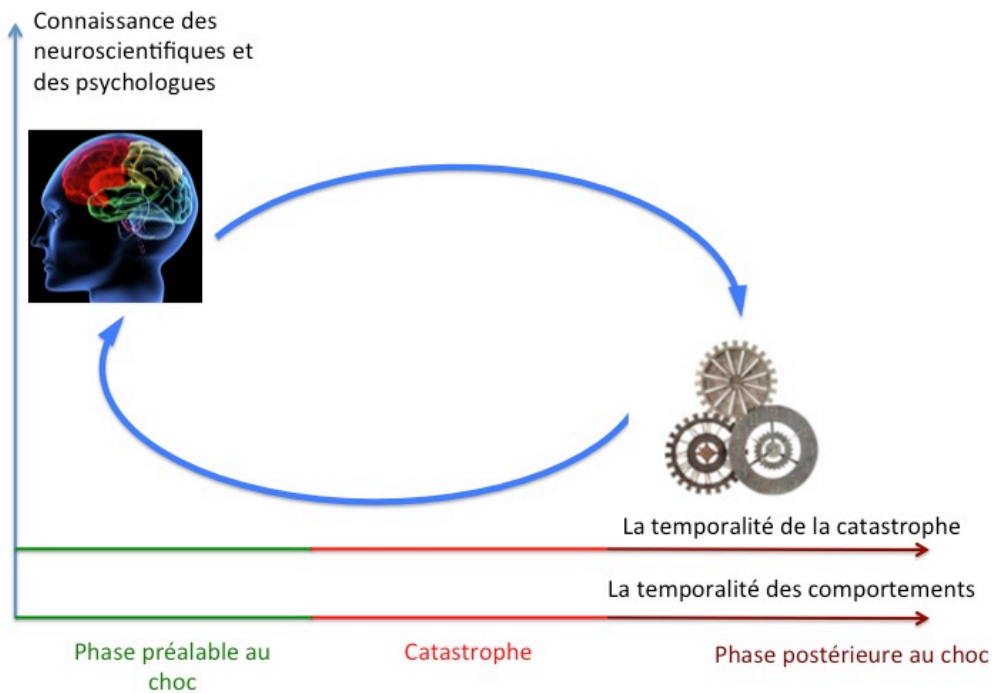 Connaissance des
neuroscientifiques et
des psychologues
La temporalité de la catastrophe
La temporalité des comportements
Phase préalable au
choc
Catastrophe
Phase postérieure au choc